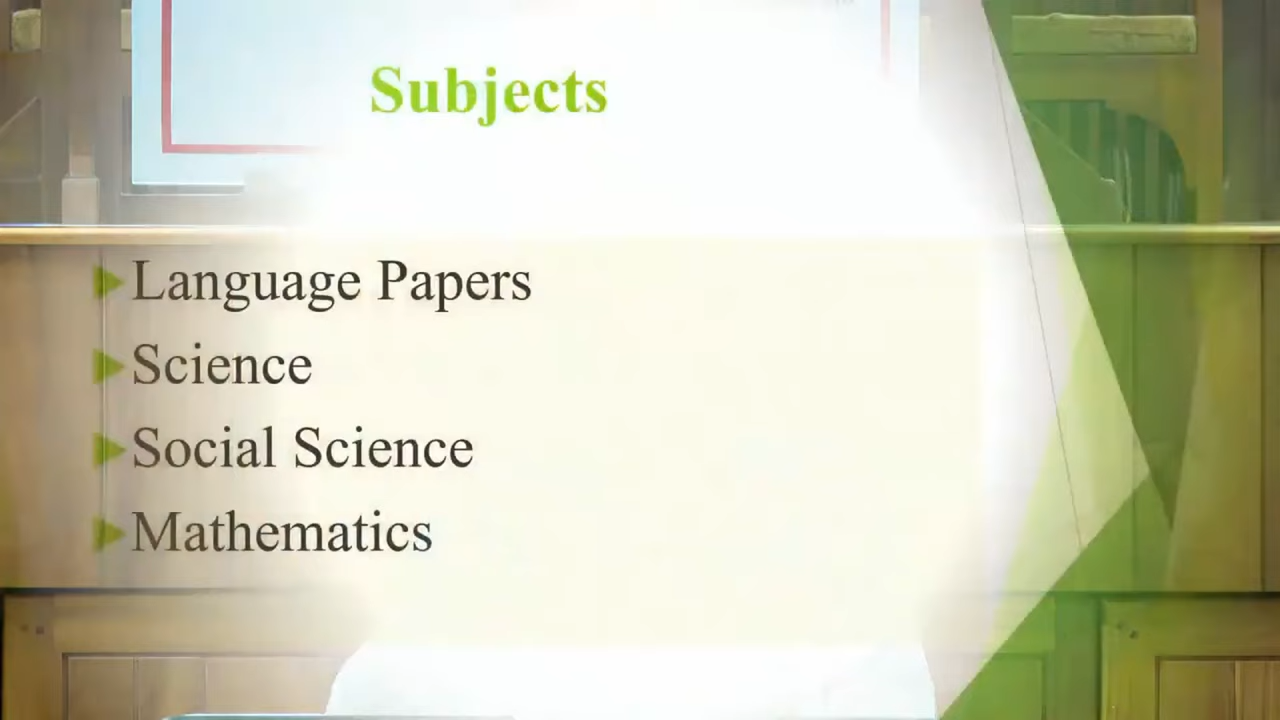 Subjects
Language Papers
Science
Social Science
Mathematics